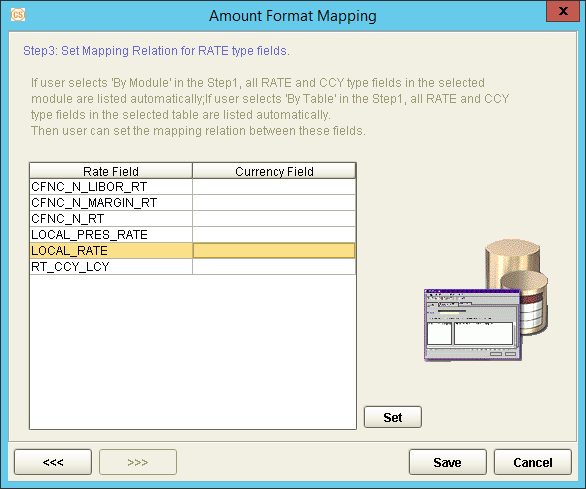 Amount Format Mapping
Step3: Set Mapping Relation for RATE type fields.
If user selects 'By Module' in the Step1, all RATE and CCY type fields in the selected
module are listed automatically;If user selects 'By Table' in the Step1, all RATE and CCY
type fields in the selected table are listed automatically.
Then user can set the mapping relation between these fields.
Rate Field Currency Field
CFNC_N_LIBOR_RT
CFNC_N_MARGIN_RT
CFNC_N_RT
LOCAL_PRES_RATE
LOCAL_RATE
RT_CCY_LCY
Set
<<< >>> Save Cancel